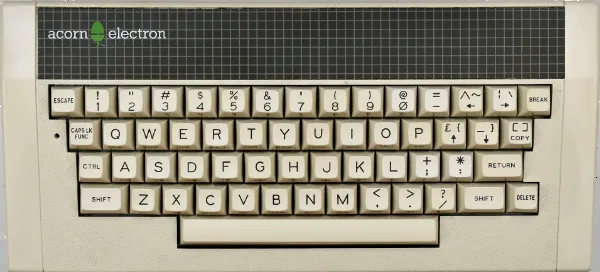 acorn electron
ESCAPE ! 1 " 2 # 3 $ 4 % 5 & 6 ' 7 ( 8 ) 9 @ 0 = - ^ ~ ← ¦ \ → BREAK
CAPS LK FUNC Q W E R T Y U I O P £ { ↑ _ } ↓ [ ] COPY
CTRL A S D F G H J K L + ; * : RETURN
SHIFT Z X C V B N M < , > . ? / SHIFT DELETE